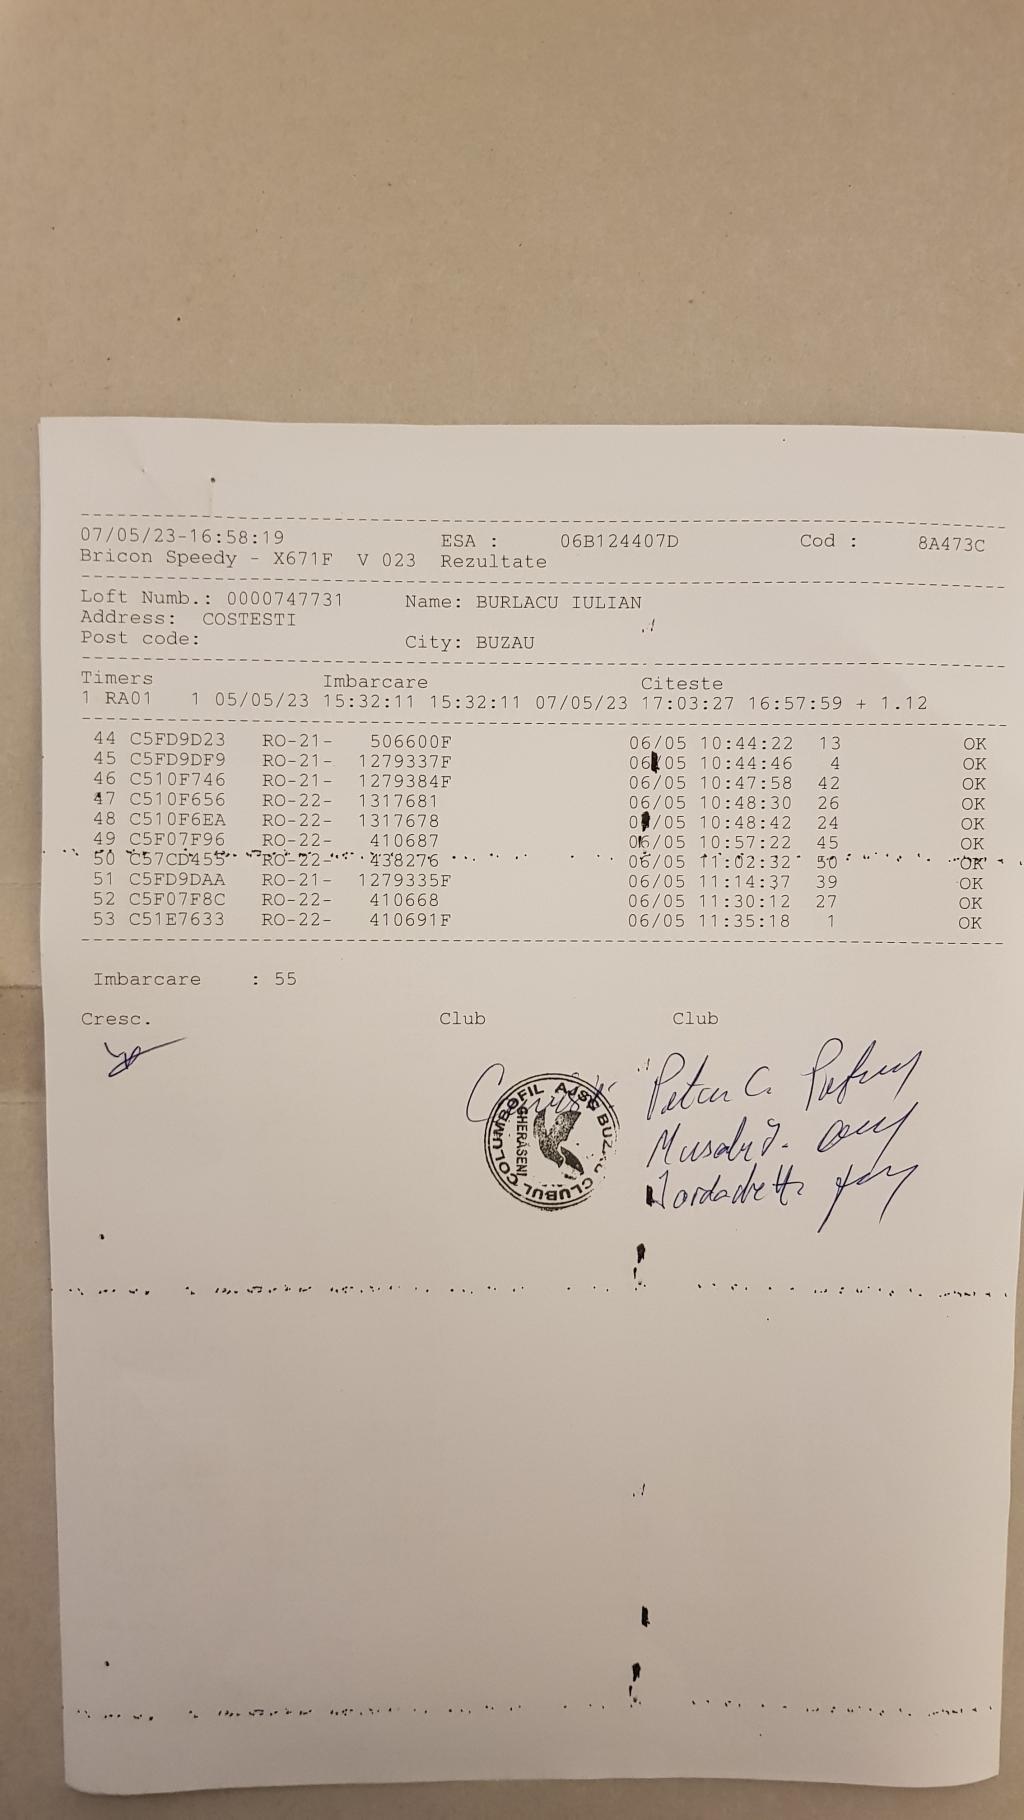 07/05/23-16:58:19 ESA : 06B124407D Cod : 8A473C
Bricon Speedy - X671F V 023 Rezultate
Loft Numb.: 0000747731 Name: BURLACU IULIAN
Address: COSTESTI
Post code: City: BUZAU
Timers Imbarcare Citeste
1 RA01 1 05/05/23 15:32:11 15:32:11 07/05/23 17:03:27 16:57:59 + 1.12
44 C5FD9D23 RO-21- 506600F 06/05 10:44:22 13 OK
45 C5FD9DF9 RO-21- 1279337F 06/05 10:44:46 4 OK
46 C510F746 RO-21- 1279384F 06/05 10:47:58 42 OK
47 C510F656 RO-22- 1317681 06/05 10:48:30 26 OK
48 C510F6EA RO-22- 1317678 06/05 10:48:42 24 OK
49 C5F07F96 RO-22- 410687 06/05 10:57:22 45 OK
50 C57CD455 RO-22- 438276 06/05 11:02:32 50 OK
51 C5FD9DAA RO-21- 1279335F 06/05 11:14:37 39 OK
52 C5F07F8C RO-22- 410668 06/05 11:30:12 27 OK
53 C51E7633 RO-22- 410691F 06/05 11:35:18 1 OK
Imbarcare : 55
Cresc. Club Club
CLUBUL COLUMBOFIL AJSE BUZAU
GHERĂSENI
Petcu C.